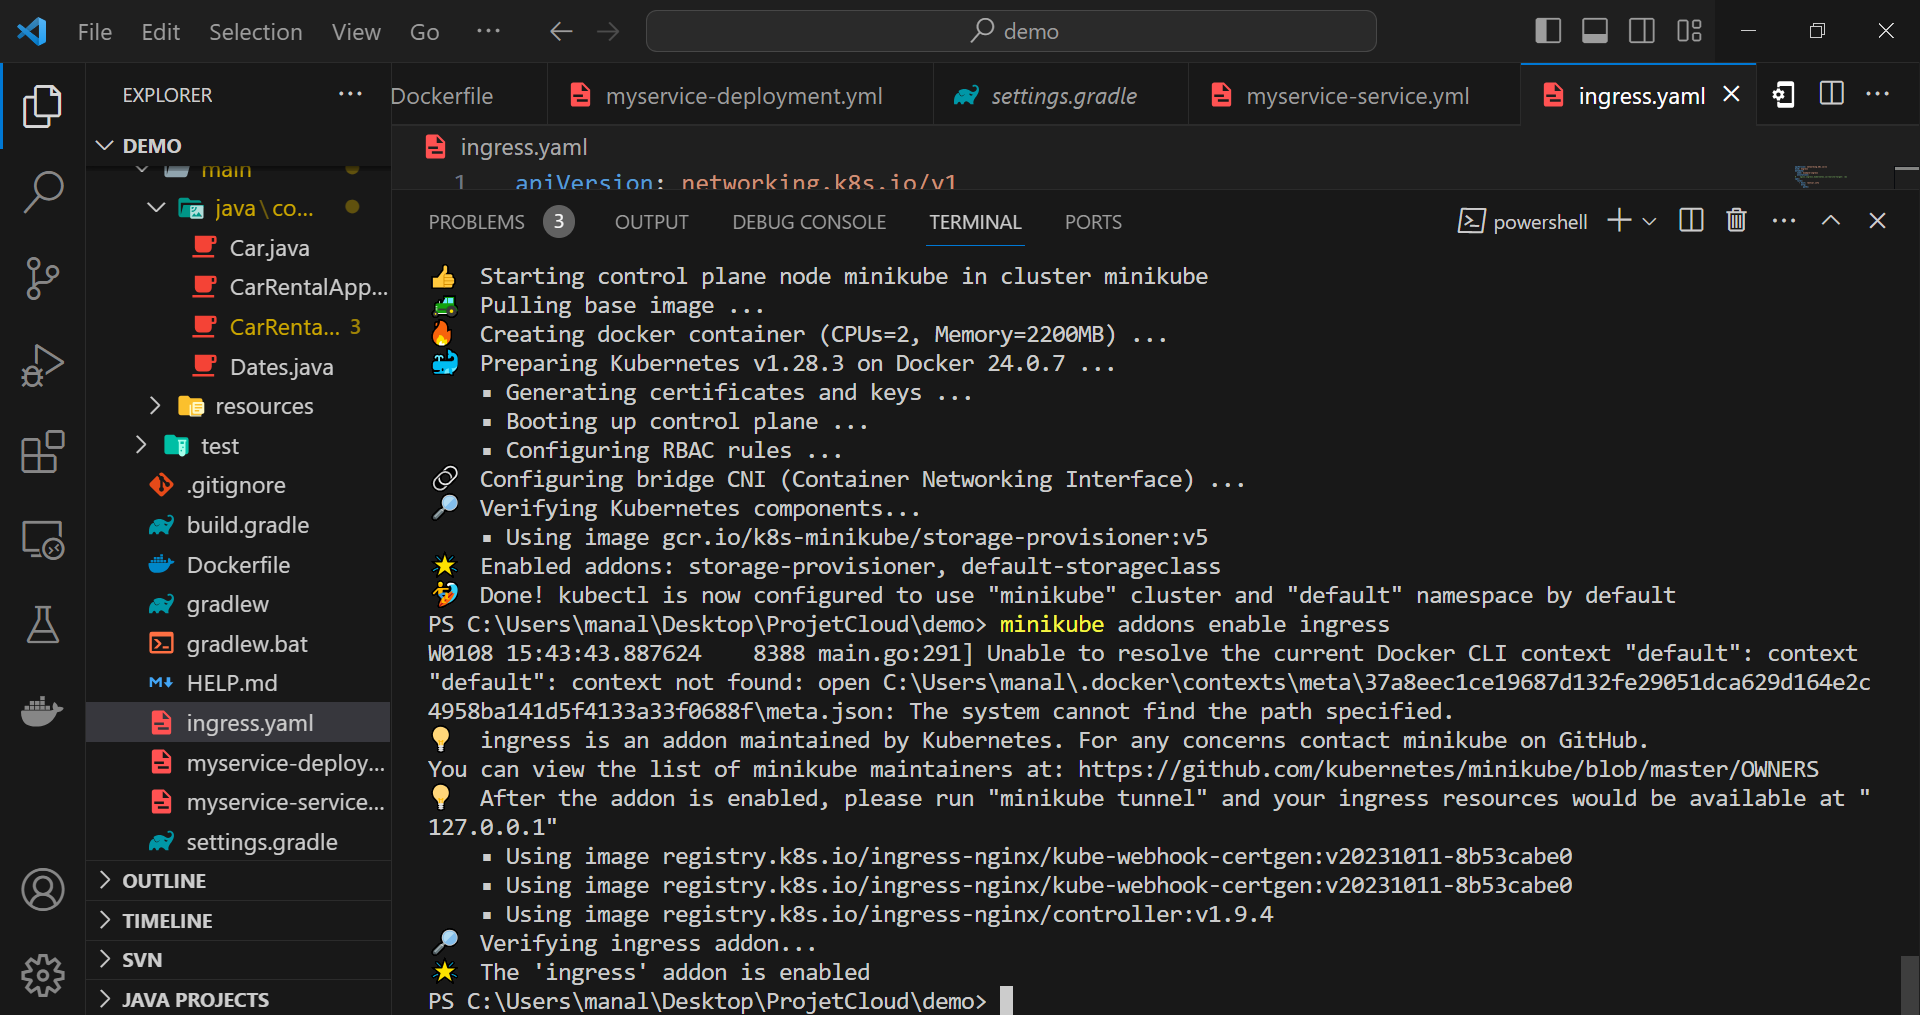 File Edit Selection View Go ... demo
EXPLORER ...
DEMO
main
java\co...
Car.java
CarRentalApp...
CarRenta... 3
Dates.java
resources
test
.gitignore
build.gradle
Dockerfile
gradlew
gradlew.bat
HELP.md
ingress.yaml
myservice-deploy...
myservice-service...
settings.gradle
OUTLINE
TIMELINE
SVN
JAVA PROJECTS
Dockerfile myservice-deployment.yml settings.gradle myservice-service.yml ingress.yaml
ingress.yaml
1 apiVersion: networking.k8s.io/v1
PROBLEMS 3 OUTPUT DEBUG CONSOLE TERMINAL PORTS powershell
Starting control plane node minikube in cluster minikube
Pulling base image ...
Creating docker container (CPUs=2, Memory=2200MB) ...
Preparing Kubernetes v1.28.3 on Docker 24.0.7 ...
▪ Generating certificates and keys ...
▪ Booting up control plane ...
▪ Configuring RBAC rules ...
Configuring bridge CNI (Container Networking Interface) ...
Verifying Kubernetes components...
▪ Using image gcr.io/k8s-minikube/storage-provisioner:v5
Enabled addons: storage-provisioner, default-storageclass
Done! kubectl is now configured to use "minikube" cluster and "default" namespace by default
PS C:\Users\manal\Desktop\ProjetCloud\demo> minikube addons enable ingress
W0108 15:43:43.887624    8388 main.go:291] Unable to resolve the current Docker CLI context "default": context
"default": context not found: open C:\Users\manal\.docker\contexts\meta\37a8eec1ce19687d132fe29051dca629d164e2c
4958ba141d5f4133a33f0688f\meta.json: The system cannot find the path specified.
ingress is an addon maintained by Kubernetes. For any concerns contact minikube on GitHub.
You can view the list of minikube maintainers at: https://github.com/kubernetes/minikube/blob/master/OWNERS
After the addon is enabled, please run "minikube tunnel" and your ingress resources would be available at "
127.0.0.1"
▪ Using image registry.k8s.io/ingress-nginx/kube-webhook-certgen:v20231011-8b53cabe0
▪ Using image registry.k8s.io/ingress-nginx/kube-webhook-certgen:v20231011-8b53cabe0
▪ Using image registry.k8s.io/ingress-nginx/controller:v1.9.4
Verifying ingress addon...
The 'ingress' addon is enabled
PS C:\Users\manal\Desktop\ProjetCloud\demo>